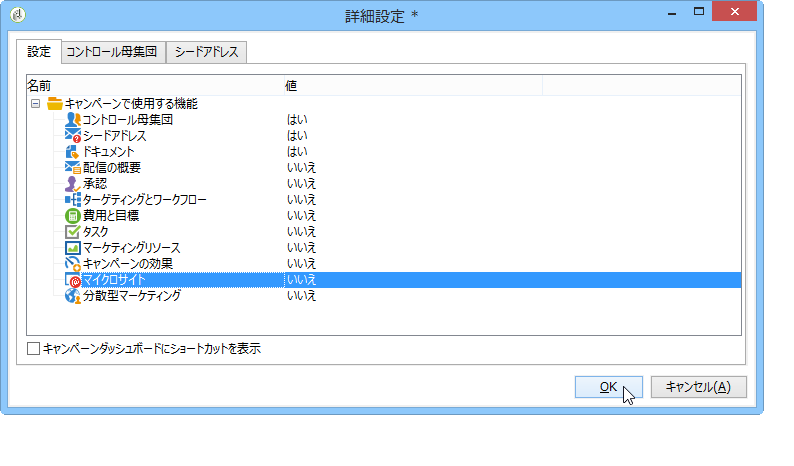 詳細設定 *
設定 コントロール母集団 シードアドレス
名前 値
キャンペーンで使用する機能
コントロール母集団 はい
シードアドレス はい
ドキュメント はい
配信の概要 いいえ
承認 いいえ
ターゲティングとワークフロー いいえ
費用と目標 いいえ
タスク いいえ
マーケティングリソース いいえ
キャンペーンの効果 いいえ
マイクロサイト いいえ
分散型マーケティング いいえ
キャンペーンダッシュボードにショートカットを表示
OK キャンセル(A)